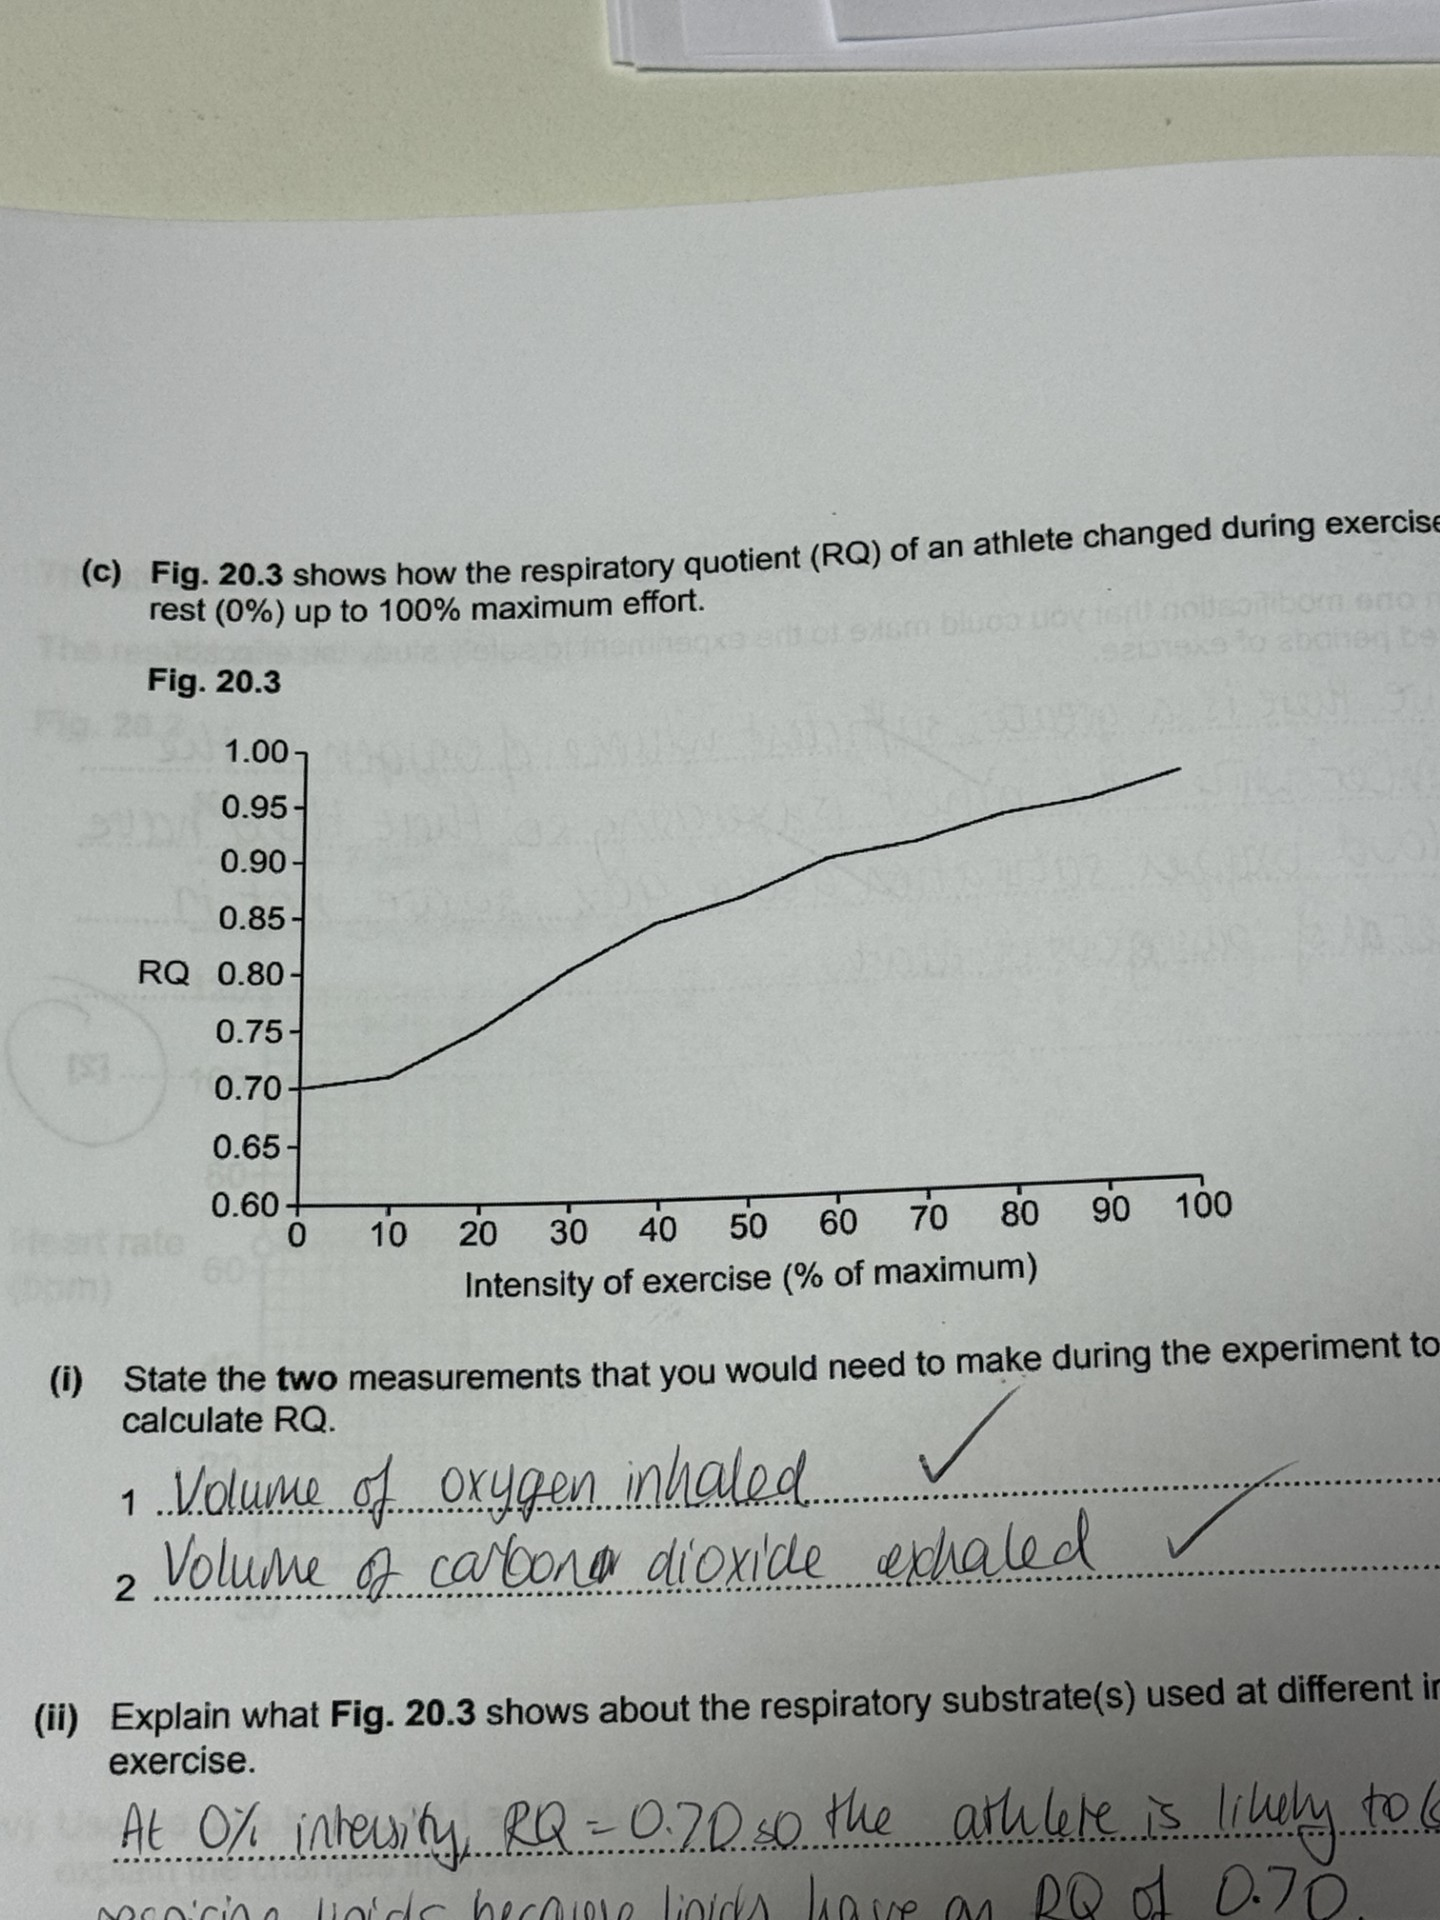 (c) Fig. 20.3 shows how the respiratory quotient (RQ) of an athlete changed during exercise
rest (0%) up to 100% maximum effort.
Fig. 20.3
1.00
0.95
0.90
0.85
RQ 0.80
0.75
0.70
0.65
0.60
0 10 20 30 40 50 60 70 80 90 100
Intensity of exercise (% of maximum)
(i) State the two measurements that you would need to make during the experiment to
calculate RQ.
1 Volume of oxygen inhaled
2 Volume of carbon dioxide exhaled
(ii) Explain what Fig. 20.3 shows about the respiratory substrate(s) used at different
exercise.
At 0% intensity, RQ = 0.70 so the athlete is likely to
respiring lipids because lipids have an RQ of 0.70.